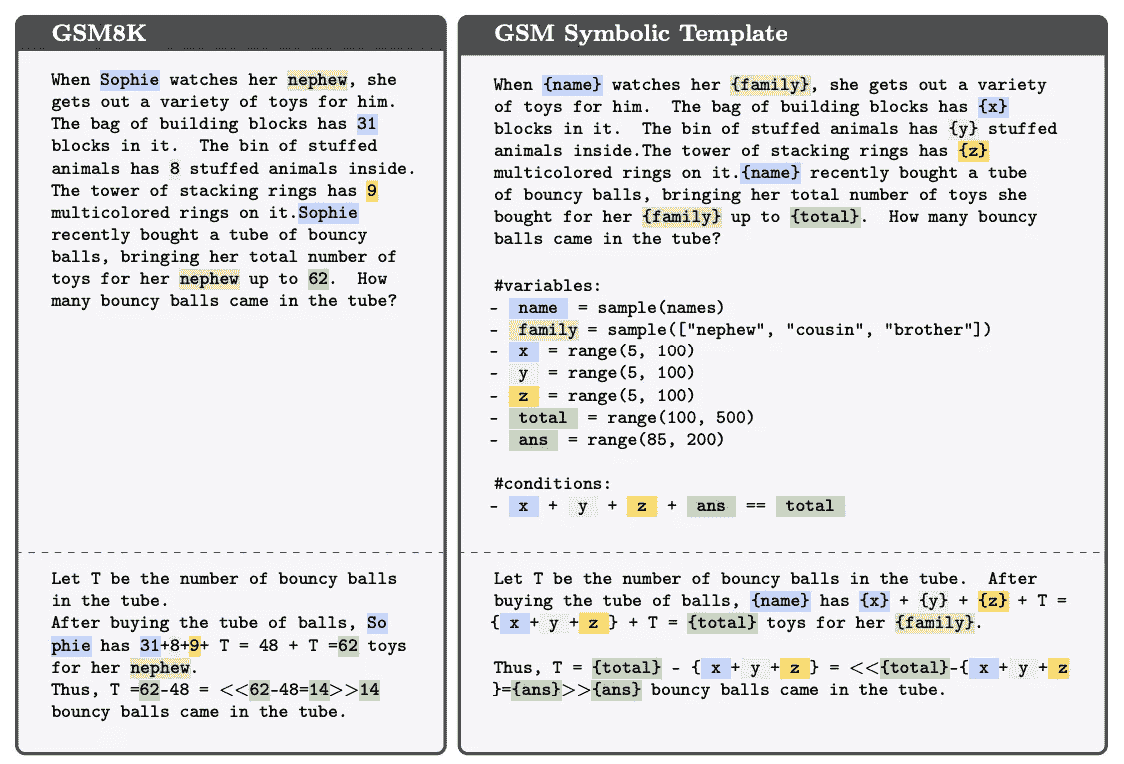 GSM8K
When Sophie watches her nephew, she
gets out a variety of toys for him.
The bag of building blocks has 31
blocks in it. The bin of stuffed
animals has 8 stuffed animals inside.
The tower of stacking rings has 9
multicolored rings on it.Sophie
recently bought a tube of bouncy
balls, bringing her total number of
toys for her nephew up to 62. How
many bouncy balls came in the tube?
Let T be the number of bouncy balls
in the tube.
After buying the tube of balls, So
phie has 31+8+9+ T = 48 + T =62 toys
for her nephew.
Thus, T =62-48 = <<62-48=14>>14
bouncy balls came in the tube.
GSM Symbolic Template
When {name} watches her {family}, she gets out a variety
of toys for him. The bag of building blocks has {x}
blocks in it. The bin of stuffed animals has {y} stuffed
animals inside.The tower of stacking rings has {z}
multicolored rings on it.{name} recently bought a tube
of bouncy balls, bringing her total number of toys she
bought for her {family} up to {total}. How many bouncy
balls came in the tube?
#variables:
- name = sample(names)
- family = sample(["nephew", "cousin", "brother"])
- x = range(5, 100)
- y = range(5, 100)
- z = range(5, 100)
- total = range(100, 500)
- ans = range(85, 200)
#conditions:
- x + y + z + ans == total
Let T be the number of bouncy balls in the tube. After
buying the tube of balls, {name} has {x} + {y} + {z} + T =
{ x + y + z } + T = {total} toys for her {family}.
Thus, T = {total} - { x + y + z } = <<{total}-{ x + y + z
}={ans}>>{ans} bouncy balls came in the tube.